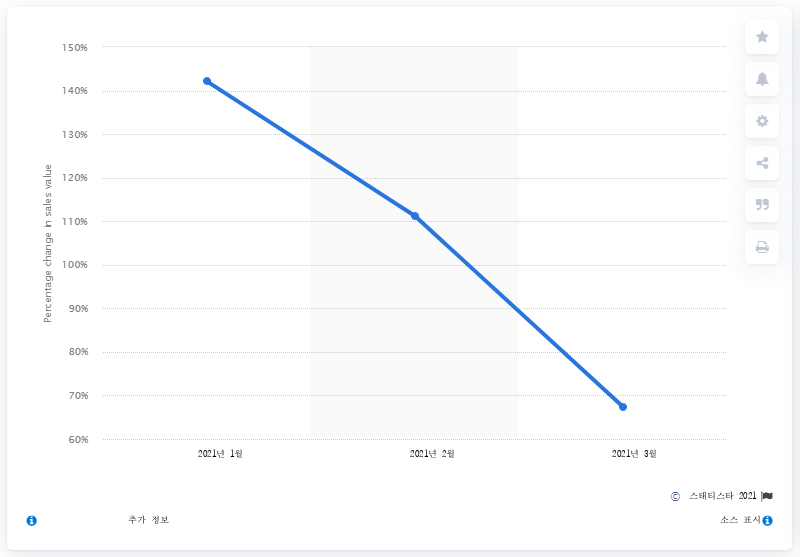 150%
140%
130%
120%
110%
100%
90%
80%
70%
60%
Percentage change in sales value
2021년 1월
2021년 2월
2021년 3월
© 스태티스타 2021
추가 정보
소스 표시